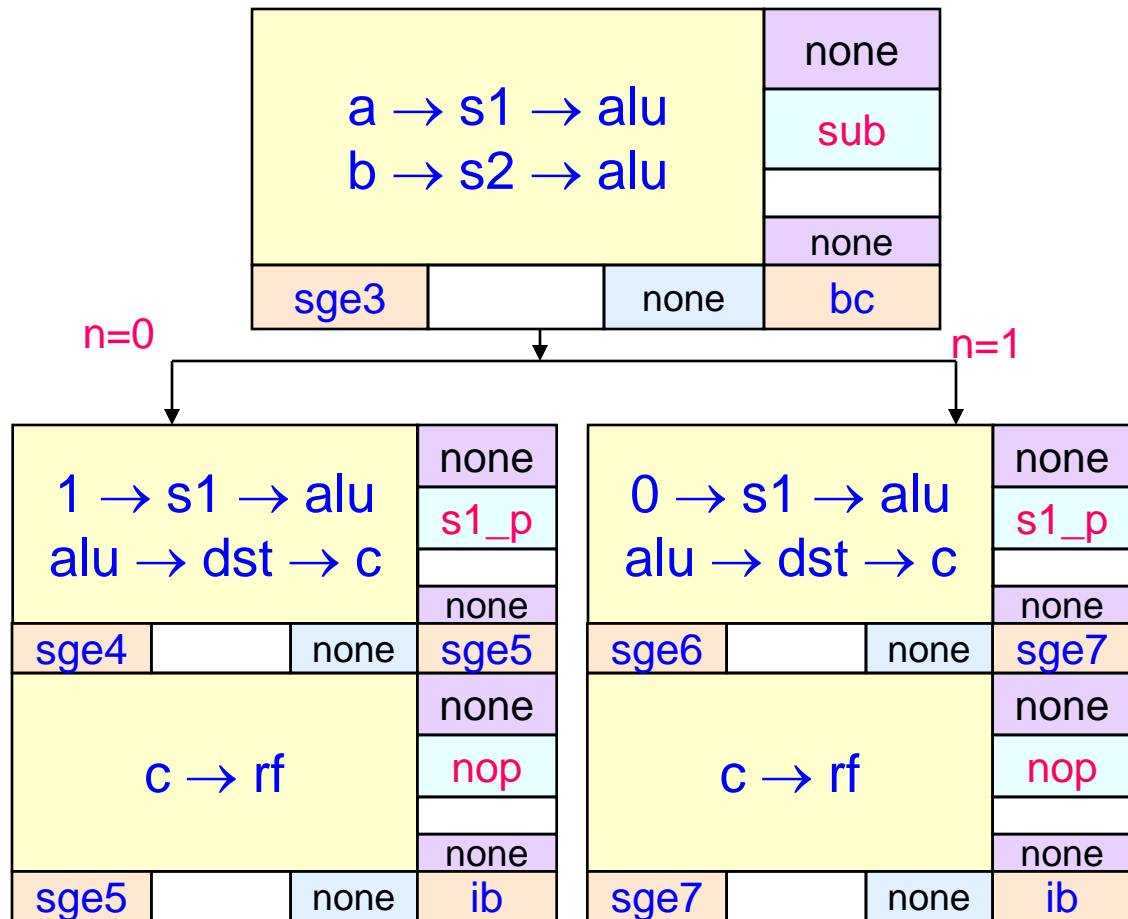 a → s1 → alu
b → s2 → alu
none
sub
none
sge3 none bc
n=0
n=1
1 → s1 → alu
alu → dst → c
none
s1_p
none
sge4 none sge5
c → rf
none
nop
none
sge5 none ib
0 → s1 → alu
alu → dst → c
none
s1_p
none
sge6 none sge7
c → rf
none
nop
none
sge7 none ib